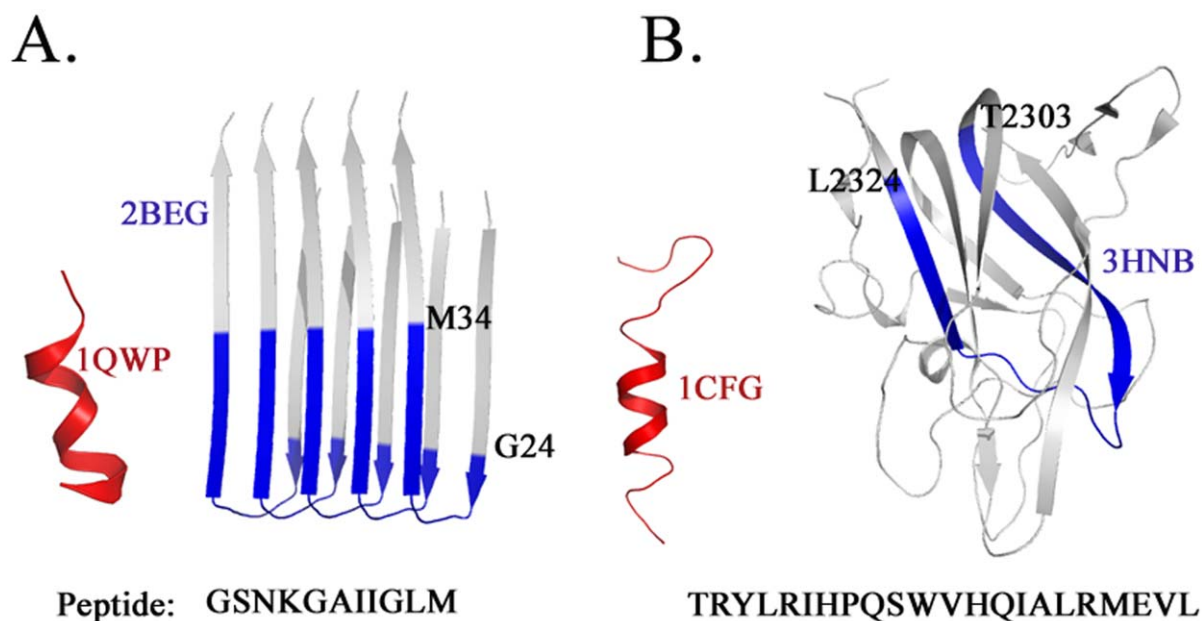 A.
B.
T2303
L2324
2BEG
3HNB
M34
1QWP
1CFG
G24
Peptide: GSNKGAIIGLM
TRYLRIHPQSWVHQIALRMEVL